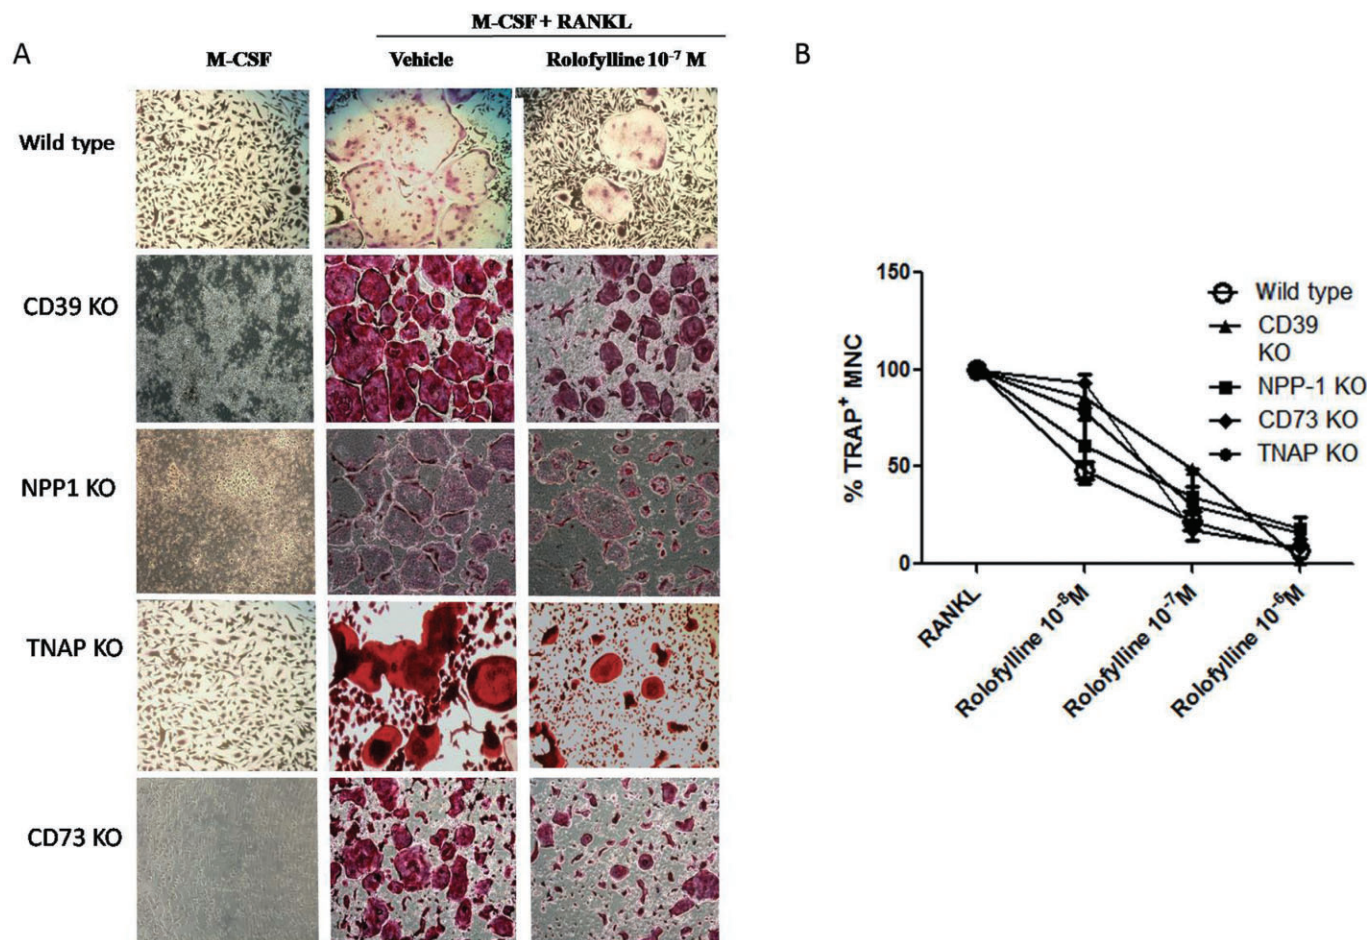 A
M-CSF + RANKL
M-CSF
Vehicle
Rolofylline 10⁻⁷ M
Wild type
CD39 KO
NPP1 KO
TNAP KO
CD73 KO
B
% TRAP⁺ MNC
150
100
50
0
Wild type
CD39
KO
NPP-1 KO
CD73 KO
TNAP KO
RANKL
Rolofylline 10⁻⁸M
Rolofylline 10⁻⁷M
Rolofylline 10⁻⁶M